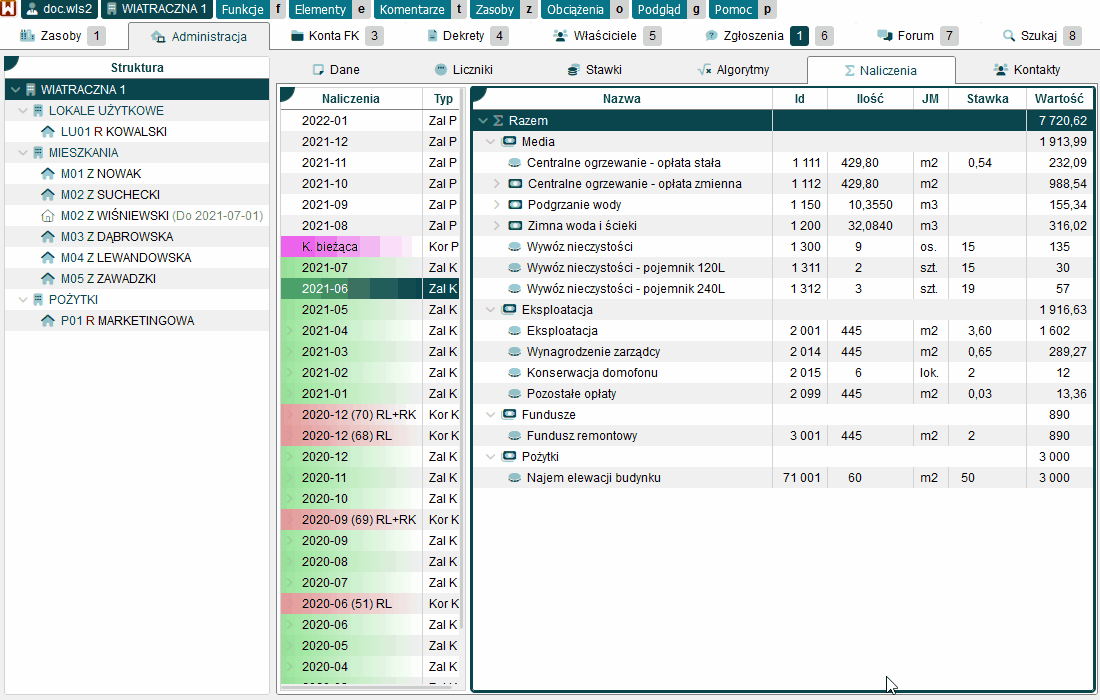 doc.wls2 WIATRACZNA 1 Funkcje f Elementy e Komentarze t Zasoby z Obciążenia o Podgląd g Pomoc p
Zasoby 1 Administracja Konta FK 3 Dekrety 4 Właściciele 5 Zgłoszenia 1 6 Forum 7 Szukaj 8
Struktura
WIATRACZNA 1
LOKALE UŻYTKOWE
LU01 R KOWALSKI
MIESZKANIA
M01 Z NOWAK
M02 Z SUCHECKI
M02 Z WIŚNIEWSKI (Do 2021-07-01)
M03 Z DĄBROWSKA
M04 Z LEWANDOWSKA
M05 Z ZAWADZKI
POŻYTKI
P01 R MARKETINGOWA
Dane Liczniki Stawki Algorytmy Σ Naliczenia Kontakty
Naliczenia Typ
2022-01 Zal P
2021-12 Zal P
2021-11 Zal P
2021-10 Zal P
2021-09 Zal P
2021-08 Zal P
K. bieżąca Kor P
2021-07 Zal K
2021-06 Zal K
2021-05 Zal K
2021-04 Zal K
2021-03 Zal K
2021-02 Zal K
2021-01 Zal K
2020-12 (70) RL+RK Kor K
2020-12 (68) RL Kor K
2020-12 Zal K
2020-11 Zal K
2020-10 Zal K
2020-09 (69) RL+RK Kor K
2020-09 Zal K
2020-08 Zal K
2020-07 Zal K
2020-06 (51) RL Kor K
2020-06 Zal K
2020-05 Zal K
2020-04 Zal K
Nazwa Id Ilość JM Stawka Wartość
Σ Razem 7 720,62
Media 1 913,99
Centralne ogrzewanie - opłata stała 1 111 429,80 m2 0,54 232,09
Centralne ogrzewanie - opłata zmienna 1 112 429,80 m2 988,54
Podgrzanie wody 1 150 10,3550 m3 155,34
Zimna woda i ścieki 1 200 32,0840 m3 316,02
Wywóz nieczystości 1 300 9 os. 15 135
Wywóz nieczystości - pojemnik 120L 1 311 2 szt. 15 30
Wywóz nieczystości - pojemnik 240L 1 312 3 szt. 19 57
Eksploatacja 1 916,63
Eksploatacja 2 001 445 m2 3,60 1 602
Wynagrodzenie zarządcy 2 014 445 m2 0,65 289,27
Konserwacja domofonu 2 015 6 lok. 2 12
Pozostałe opłaty 2 099 445 m2 0,03 13,36
Fundusze 890
Fundusz remontowy 3 001 445 m2 2 890
Pożytki 3 000
Najem elewacji budynku 71 001 60 m2 50 3 000